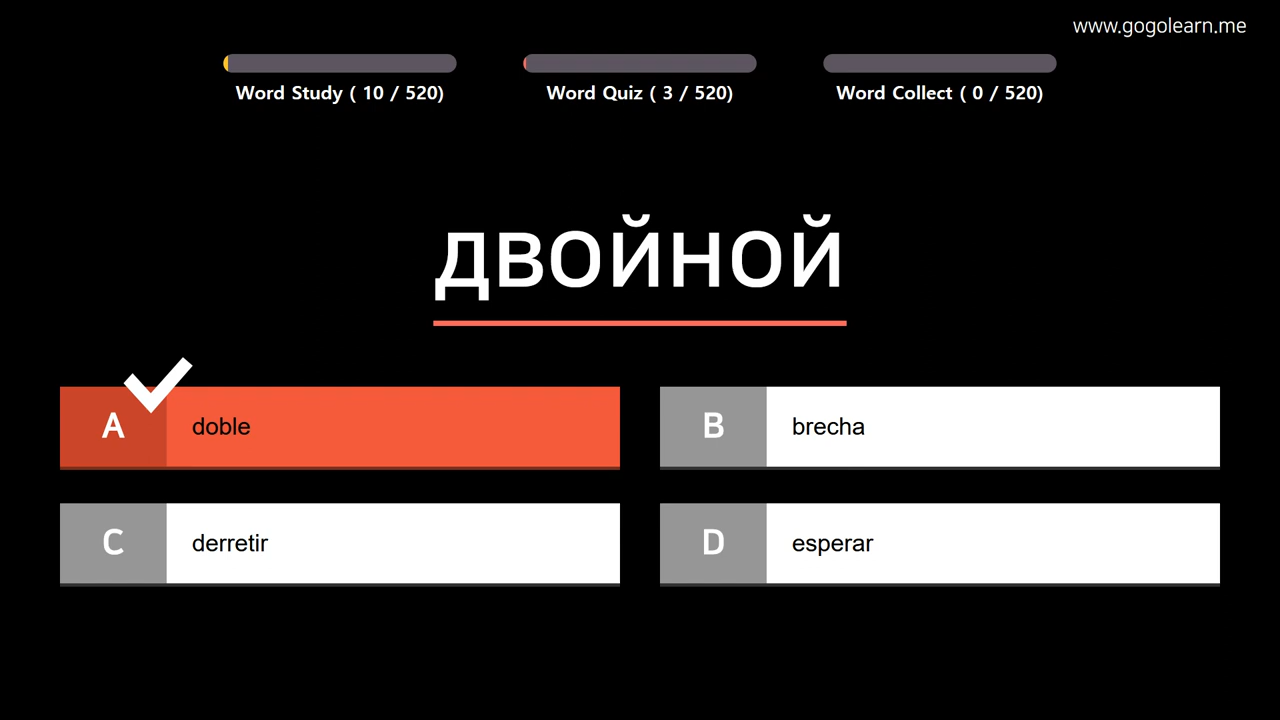 www.gogolearn.me
Word Study ( 10 / 520)
Word Quiz ( 3 / 520)
Word Collect ( 0 / 520)
двойной
A doble
B brecha
C derretir
D esperar